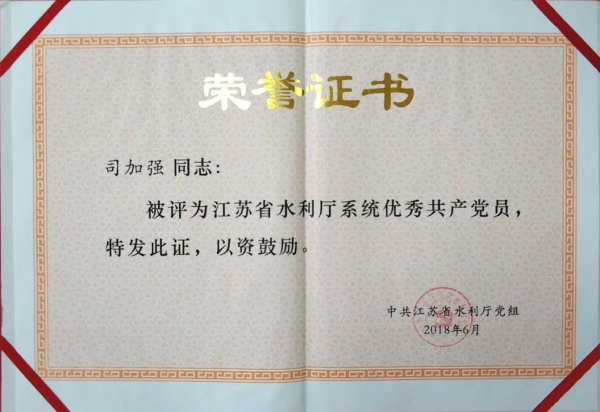 荣誉证书
司加强 同志：
被评为江苏省水利厅系统优秀共产党员，
特发此证，以资鼓励。
中共江苏省水利厅党组
2018年6月